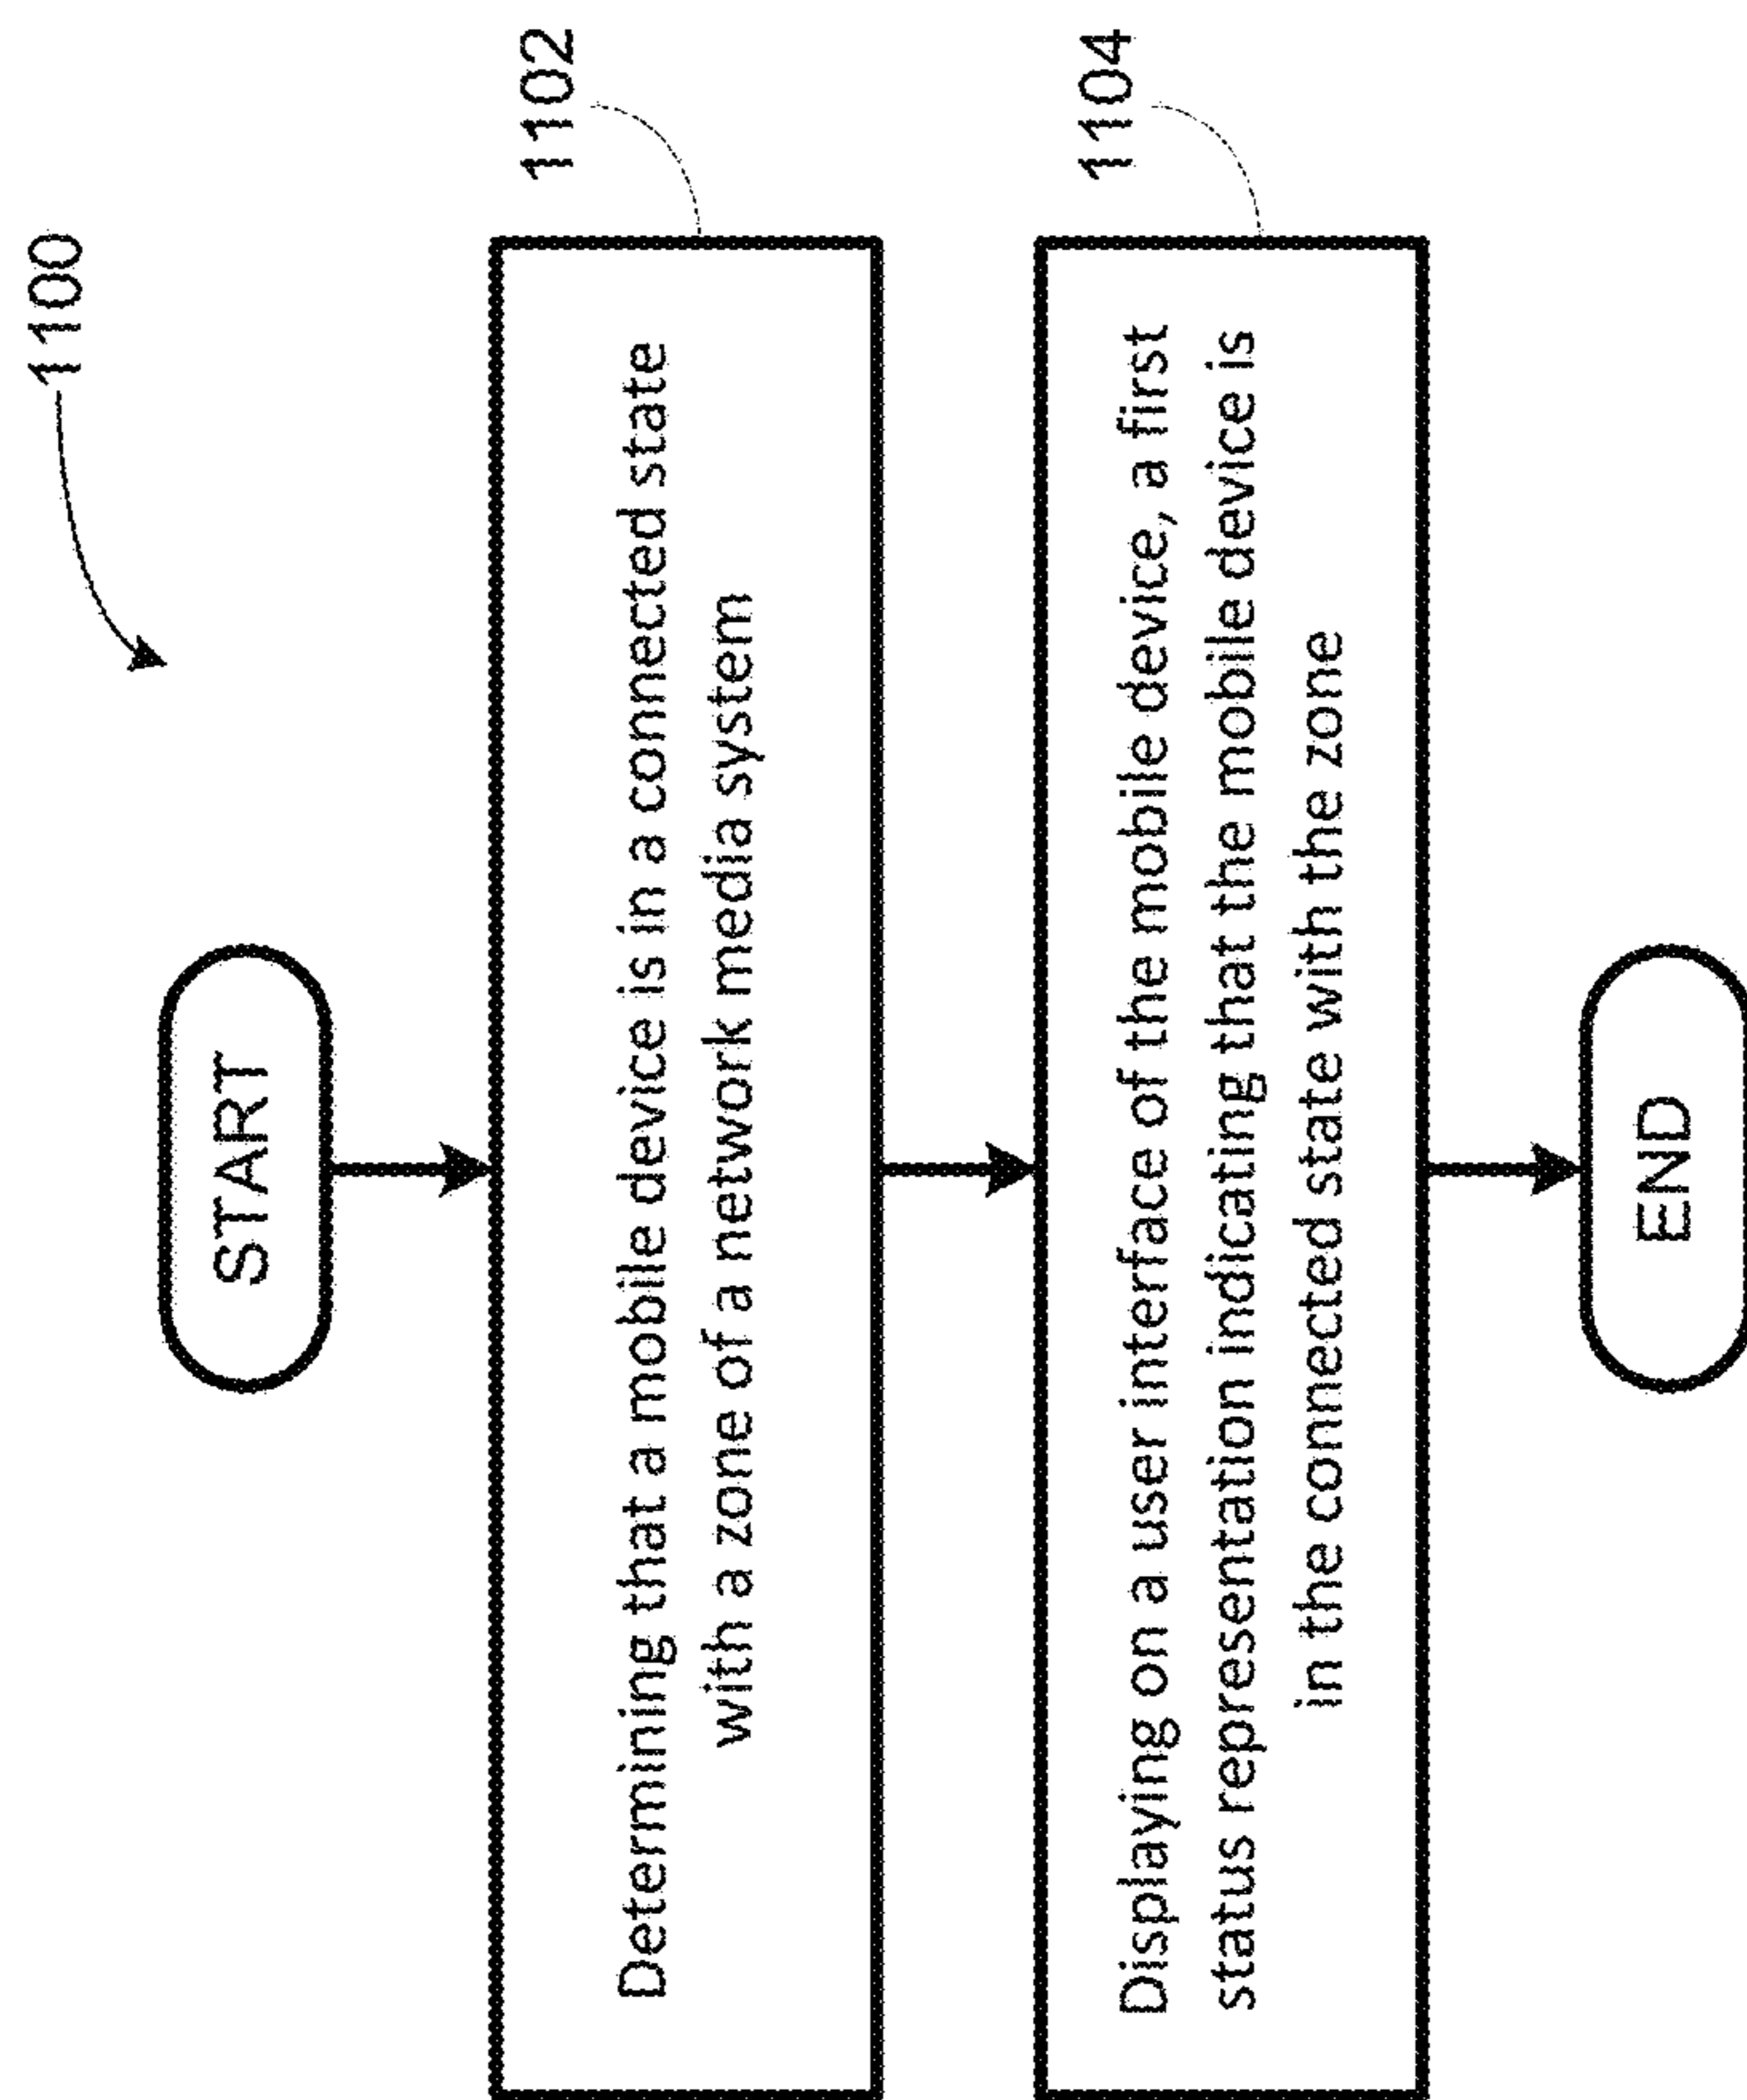 1100
START
1102
Determining that a mobile device is in a connected state
with a zone of a network media system
1104
Displaying on a user interface of the mobile device, a first
status representation indicating that the mobile device is
in the connected state with the zone
END